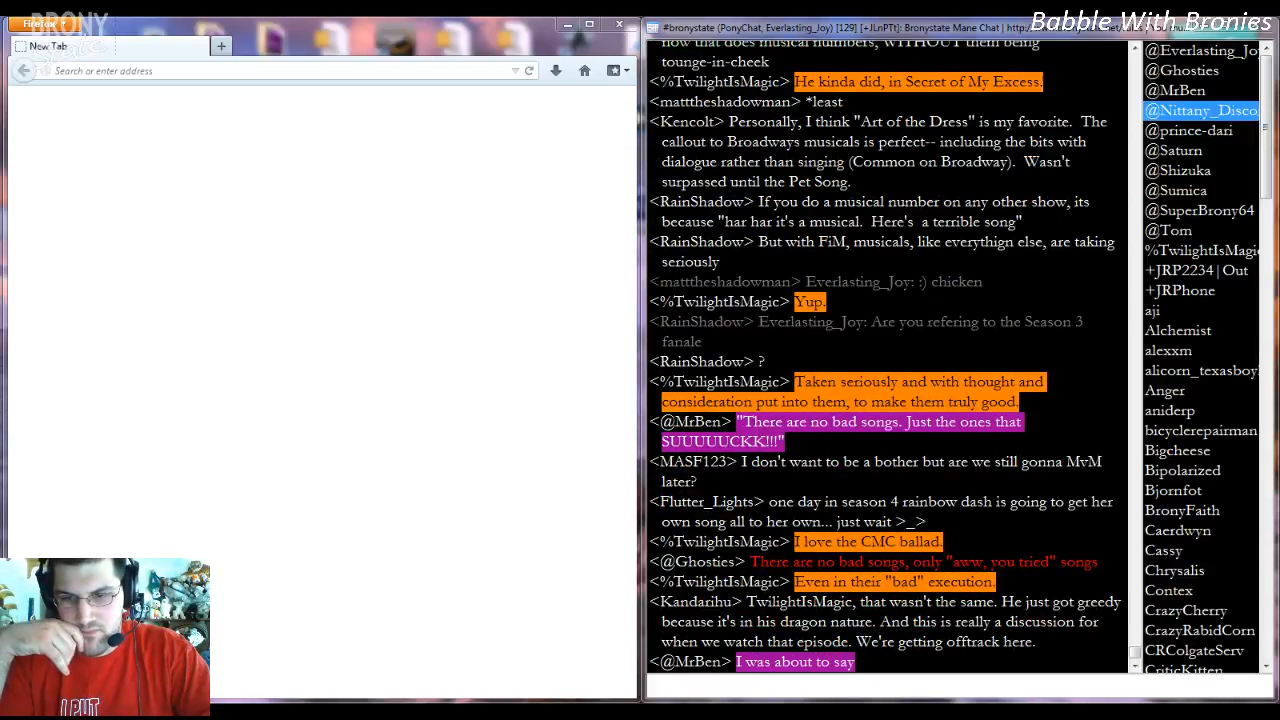 BRONY
State
Firefox
New Tab
Search or address
#bronystate (PonyChat, Everlasting_Joy) [129] [+JLnPTt]: Bronystate Mane Chat |
Babble With Bronies
now that does musical numbers, WITHOUT them being
tounge-in-cheek
<%TwilightIsMagic> He kinda did, in Secret of My Excess.
<matttheshadowman> *least
<Kencolt> Personally, I think "Art of the Dress" is my favorite.  The
callout to Broadways musicals is perfect-- including the bits with
dialogue rather than singing (Common on Broadway).  Wasn't
surpassed until the Pet Song.
<RainShadow> If you do a musical number on any other show, its
because "har har it's a musical.  Here's  a terrible song"
<RainShadow> But with FiM, musicals, like everythign else, are taking
seriously
<matttheshadowman> Everlasting_Joy: :) chicken
<%TwilightIsMagic> Yup.
<RainShadow> Everlasting_Joy: Are you refering to the Season 3
fanale
<RainShadow> ?
<%TwilightIsMagic> Taken seriously and with thought and
consideration put into them, to make them truly good.
<@MrBen> "There are no bad songs. Just the ones that
SUUUUUCKK!!!"
<MASF123> I don't want to be a bother but are we still gonna MvM
later?
<Flutter_Lights> one day in season 4 rainbow dash is going to get her
own song all to her own... just wait >_>
<%TwilightIsMagic> I love the CMC ballad.
<@Ghosties> There are no bad songs, only "aww, you tried" songs
<%TwilightIsMagic> Even in their "bad" execution.
<Kandarihu> TwilightIsMagic, that wasn't the same. He just got greedy
because it's in his dragon nature. And this is really a discussion for
when we watch that episode. We're getting offtrack here.
<@MrBen> I was about to say
@Everlasting_Jo
@Ghosties
@MrBen
@Nittany_Disco
@prince-dari
@Saturn
@Shizuka
@Sumica
@SuperBrony64
@Tom
%TwilightIsMagi
+JRP2234|Out
+JRPhone
aji
Alchemist
alexxm
alicorn_texasboy
Anger
aniderp
bicyclerepairman
Bigcheese
Bipolarized
Bjornfot
BronyFaith
Caerdwyn
Cassy
Chrysalis
Contex
CrazyCherry
CrazyRabidCorn
CRColgateServ
CriticKitten
I PUT